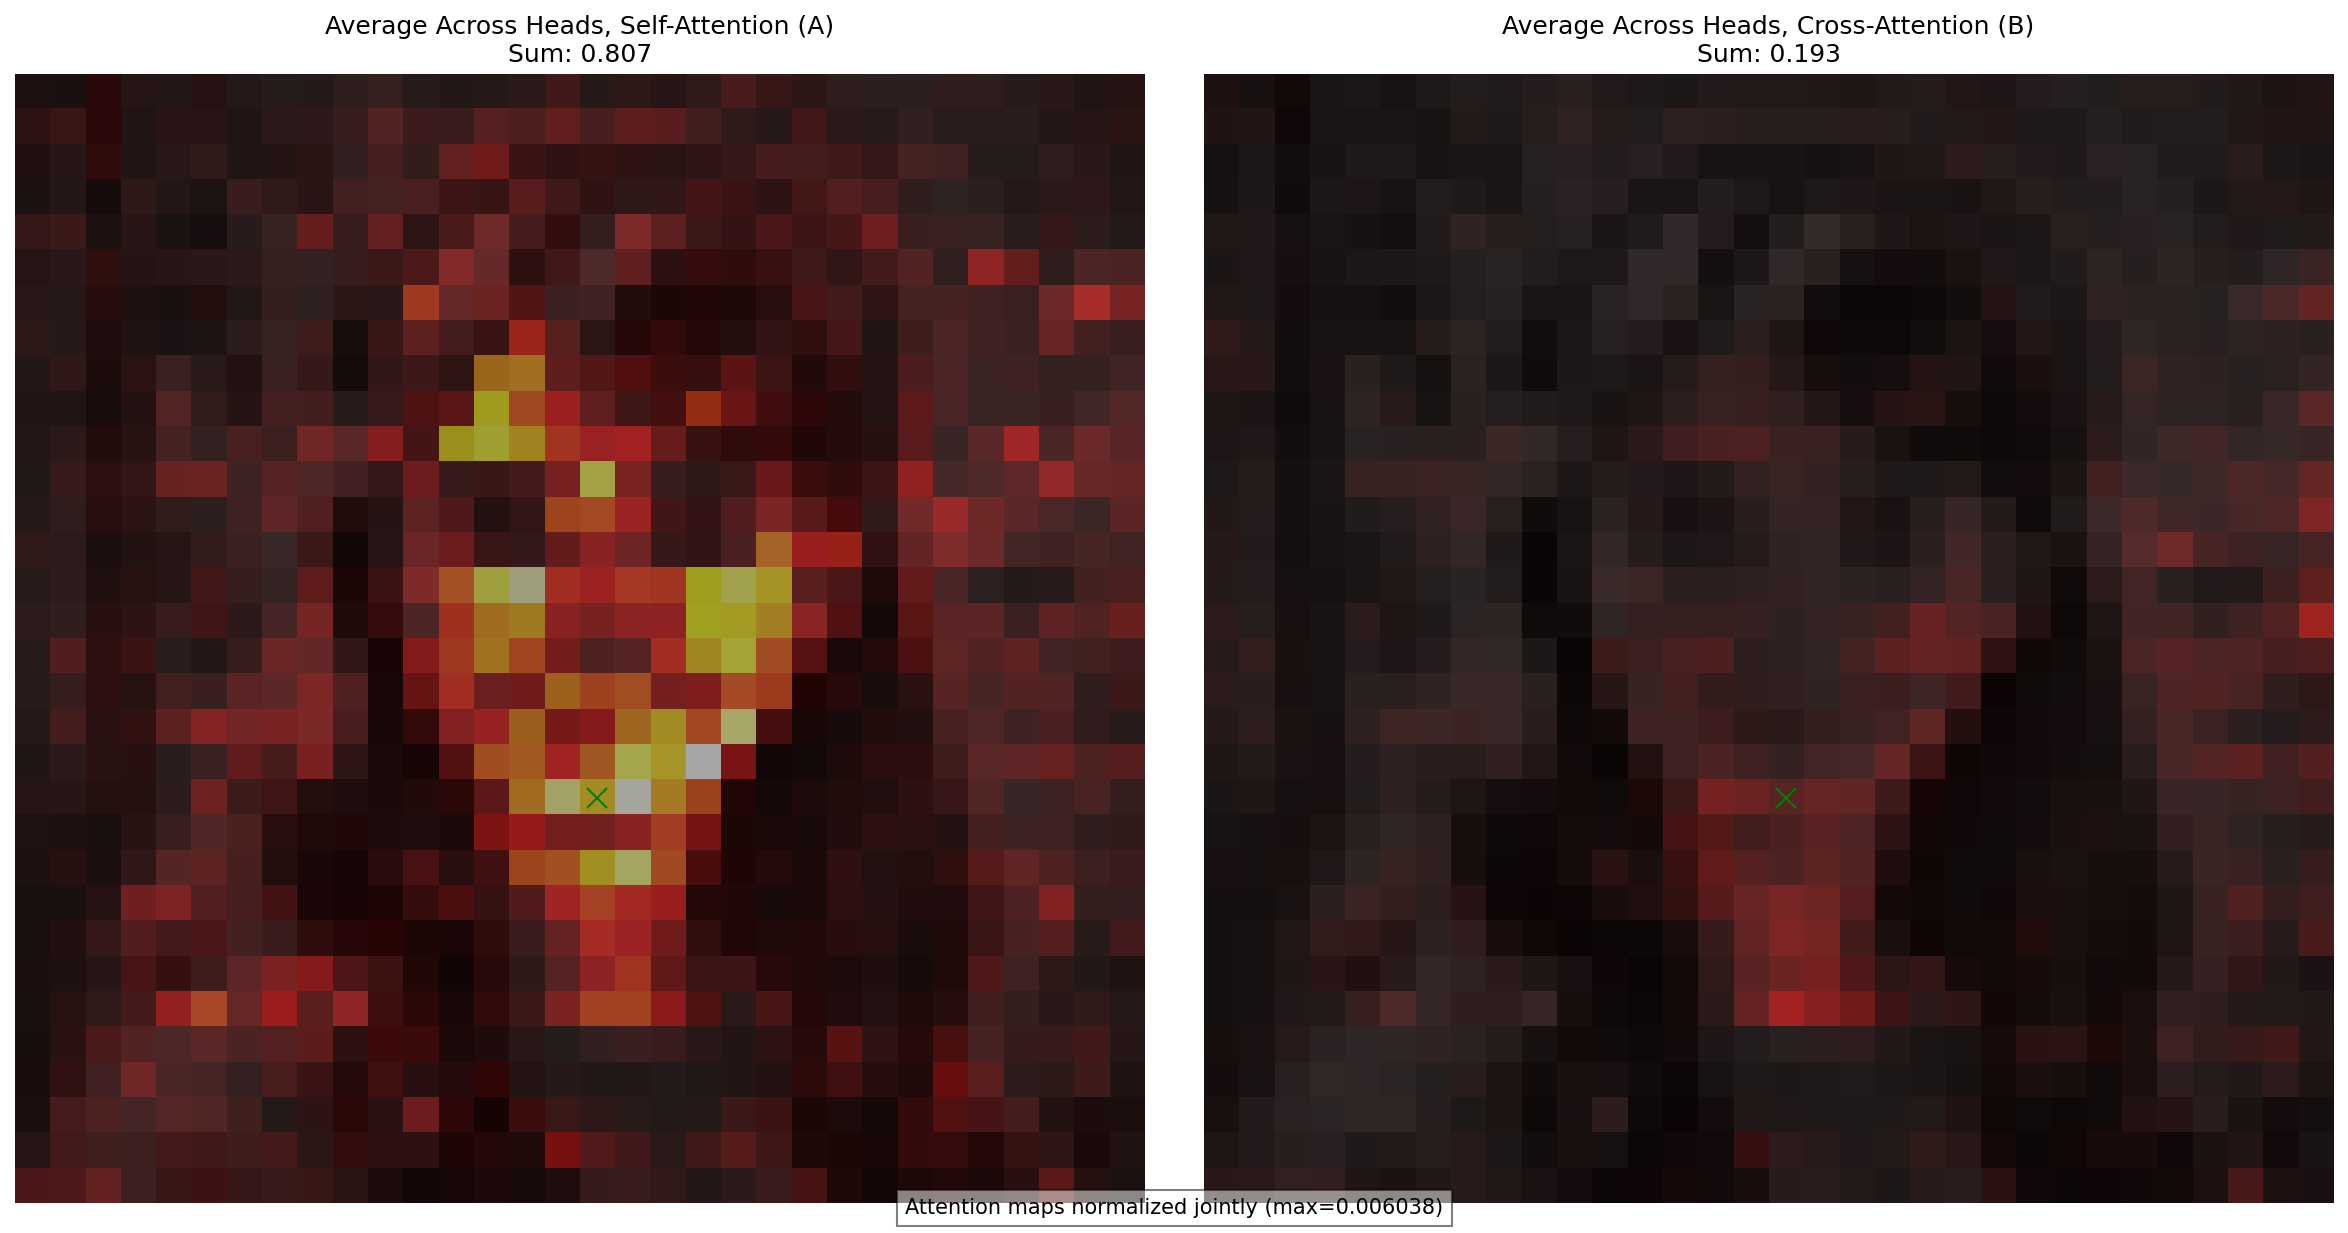 Average Across Heads, Self-Attention (A)
Sum: 0.807
Average Across Heads, Cross-Attention (B)
Sum: 0.193
Attention maps normalized jointly (max=0.006038)